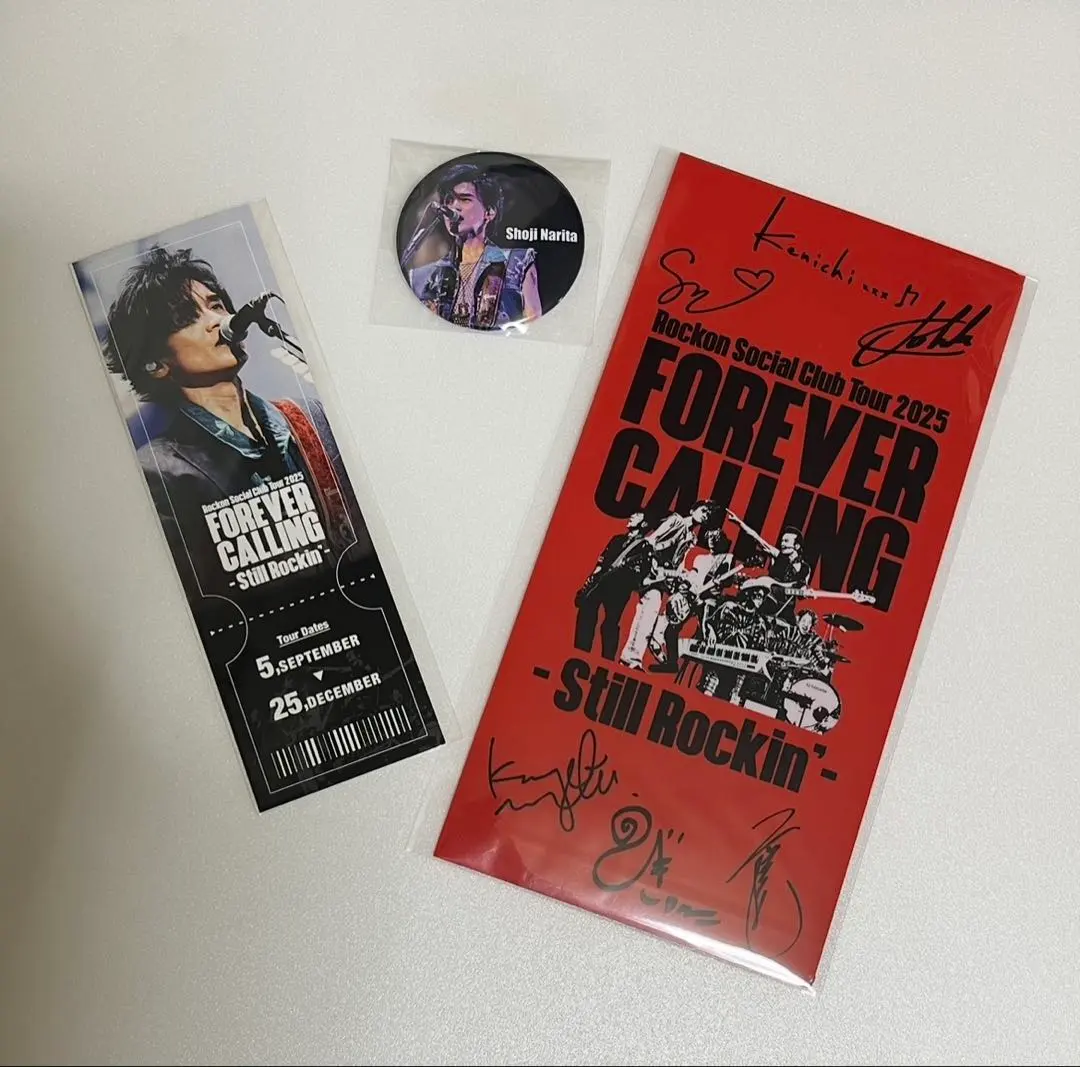 Rockon Social Club Tour 2025
FOREVER
CALLING
- Still Rockin' -
Tour Dates
5,SEPTEMBER
25,DECEMBER
Shoji Narita
Kenichi xxx
Rockon Social Club Tour 2025
FOREVER
CALLING
- Still Rockin' -